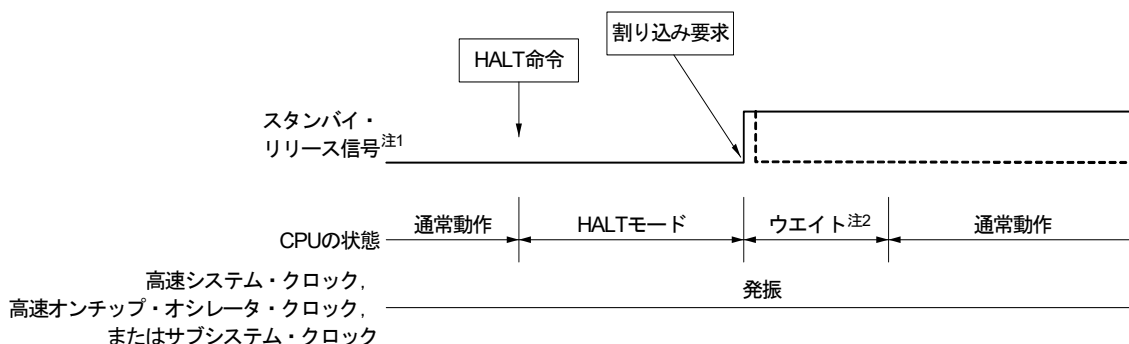 割り込み要求
HALT命令
スタンバイ・
リリース信号注1
通常動作
HALTモード
ウエイト注2
通常動作
CPUの状態
高速システム・クロック,
発振
高速オンチップ・オシレータ・クロック,
またはサブシステム・クロック